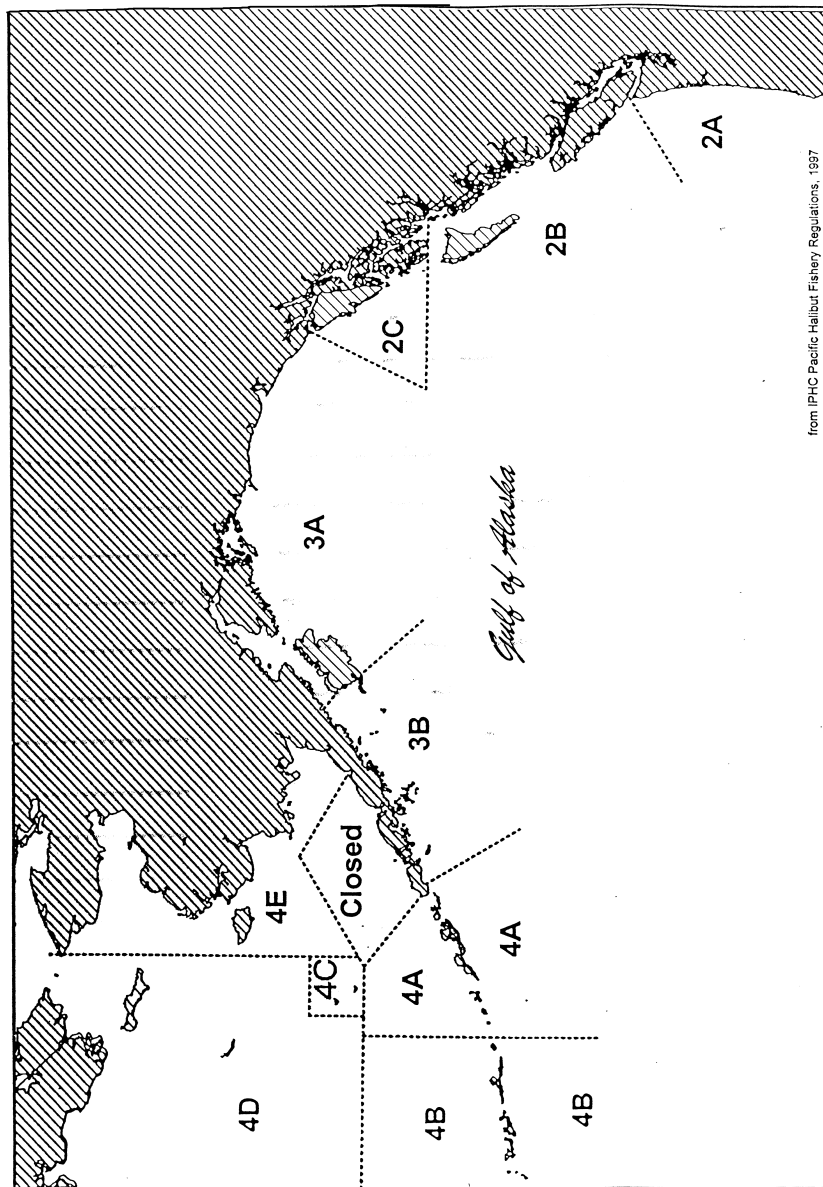 4D
4B
4B
4C
4A
4A
4E
Closed
3B
3A
Gulf of Alaska
2C
2B
2A
from IPHC Pacific Halibut Fishery Regulations, 1997